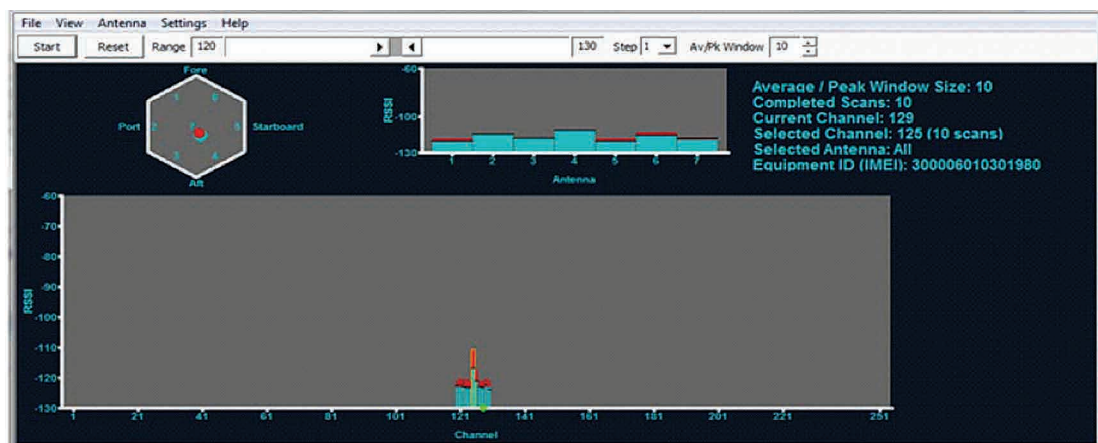 File View Antenna Settings Help
Start Reset Range 120 130 Step 1 Av/Pk Window 10
Fore
1 6
Port 2 7 5 Starboard
3 4
Aft
RSSI
-60
-100
-130
1 2 3 4 5 6 7
Antenna
Average / Peak Window Size: 10
Completed Scans: 10
Current Channel: 129
Selected Channel: 125 (10 scans)
Selected Antenna: All
Equipment ID (IMEI): 300006010301980
RSSI
-60
-70
-80
-90
-100
-110
-120
-130
1 21 41 61 81 101 121 141 161 181 201 221 251
Channel